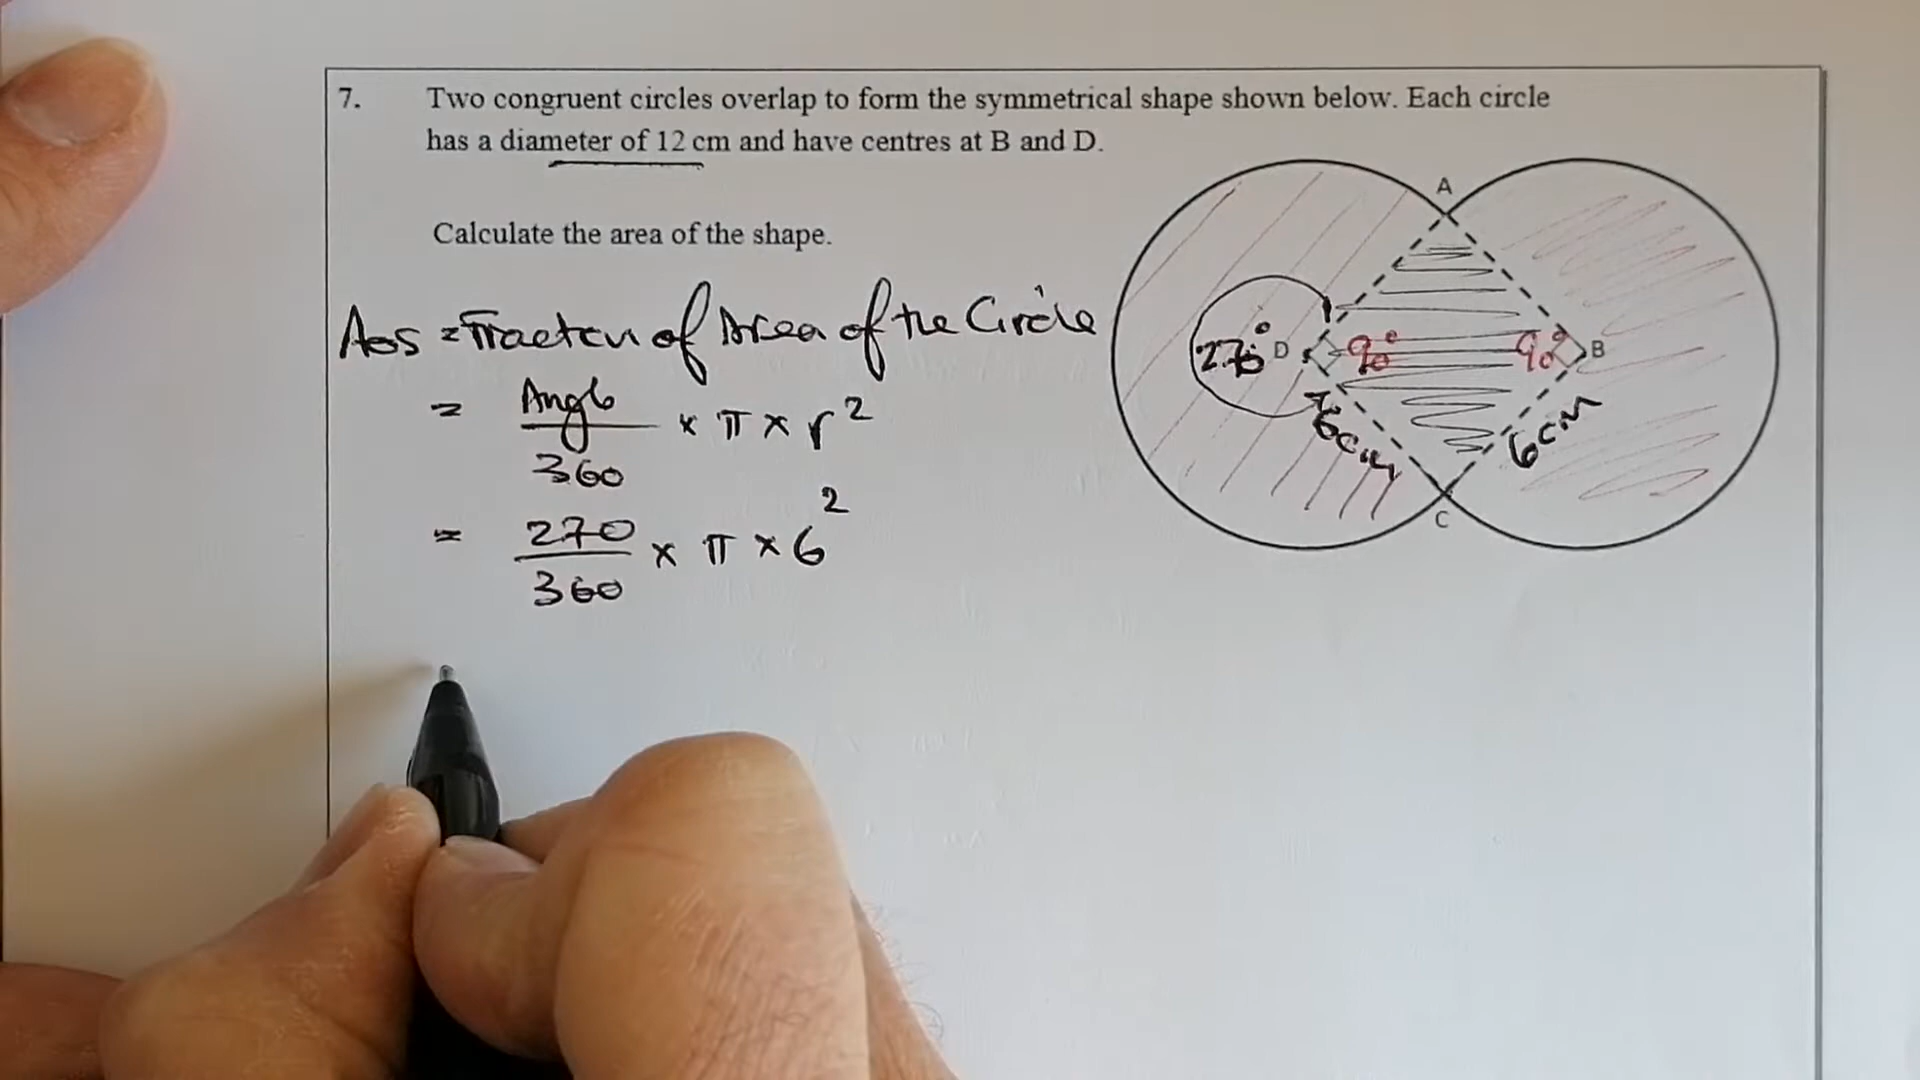 7. Two congruent circles overlap to form the symmetrical shape shown below. Each circle
has a diameter of 12 cm and have centres at B and D.
Calculate the area of the shape.
AOS = Fraction of Area of the Circle
= Angle/360 × π × r²
= 270/360 × π × 6²
A
270° D 90° 90° B
6cm 6cm
C